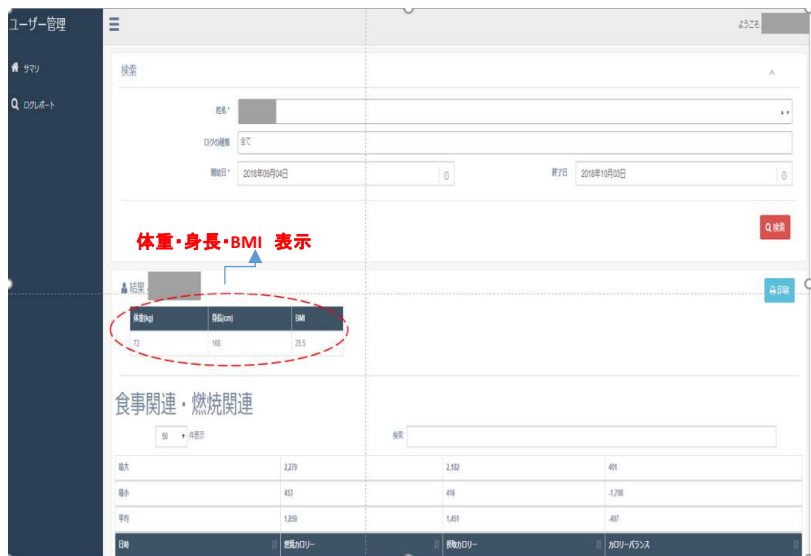 ユーザー管理
ようこそ,
サマリ
ログレポート
検索
姓名*
ログの種類 全て
開始日* 2018年09月04日 終了日 2018年10月03日
検索
体重・身長・BMI 表示
結果
印刷
体重(kg) 身長(cm) BMI
72 168 25.5
食事関連・燃焼関連
50 件表示 検索
最大 2,279 2,132 401
最小 453 416 -1,798
平均 1,859 1,451 -407
日時 燃焼カロリー 摂取カロリー カロリーバランス